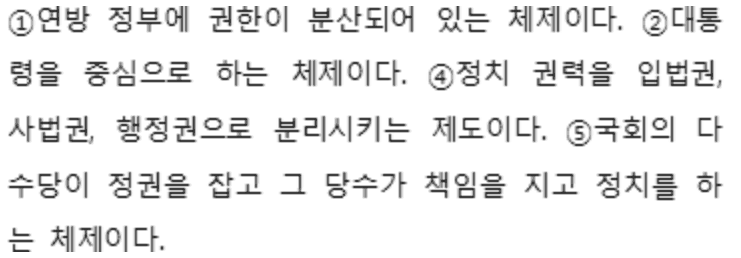 ①연방 정부에 권한이 분산되어 있는 체제이다. ②대통
령을 중심으로 하는 체제이다. ④정치 권력을 입법권,
사법권, 행정권으로 분리시키는 제도이다. ⑤국회의 다
수당이 정권을 잡고 그 당수가 책임을 지고 정치를 하
는 체제이다.